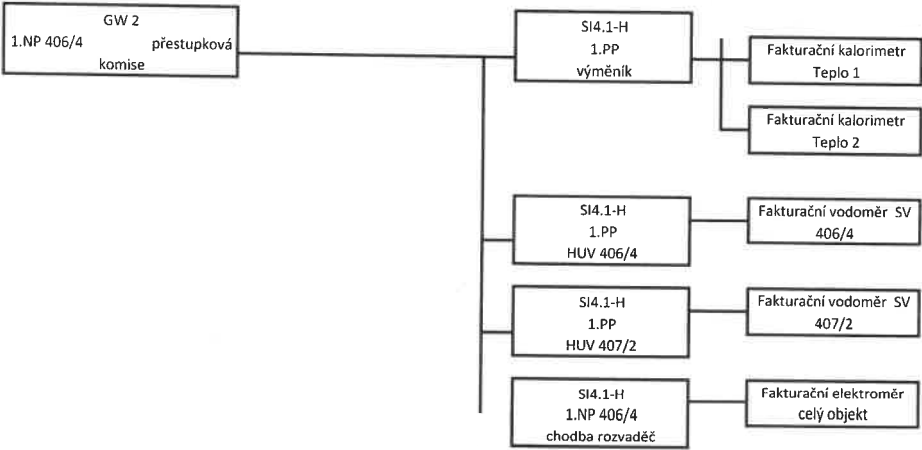 GW 2
1.NP 406/4 přestupková
komise
SI4.1-H
1.PP
výměník
Fakturační kalorimetr
Teplo 1
Fakturační kalorimetr
Teplo 2
SI4.1-H
1.PP
HUV 406/4
Fakturační vodoměr SV
406/4
SI4.1-H
1.PP
HUV 407/2
Fakturační vodoměr SV
407/2
SI4.1-H
1.NP 406/4
chodba rozvaděč
Fakturační elektroměr
celý objekt